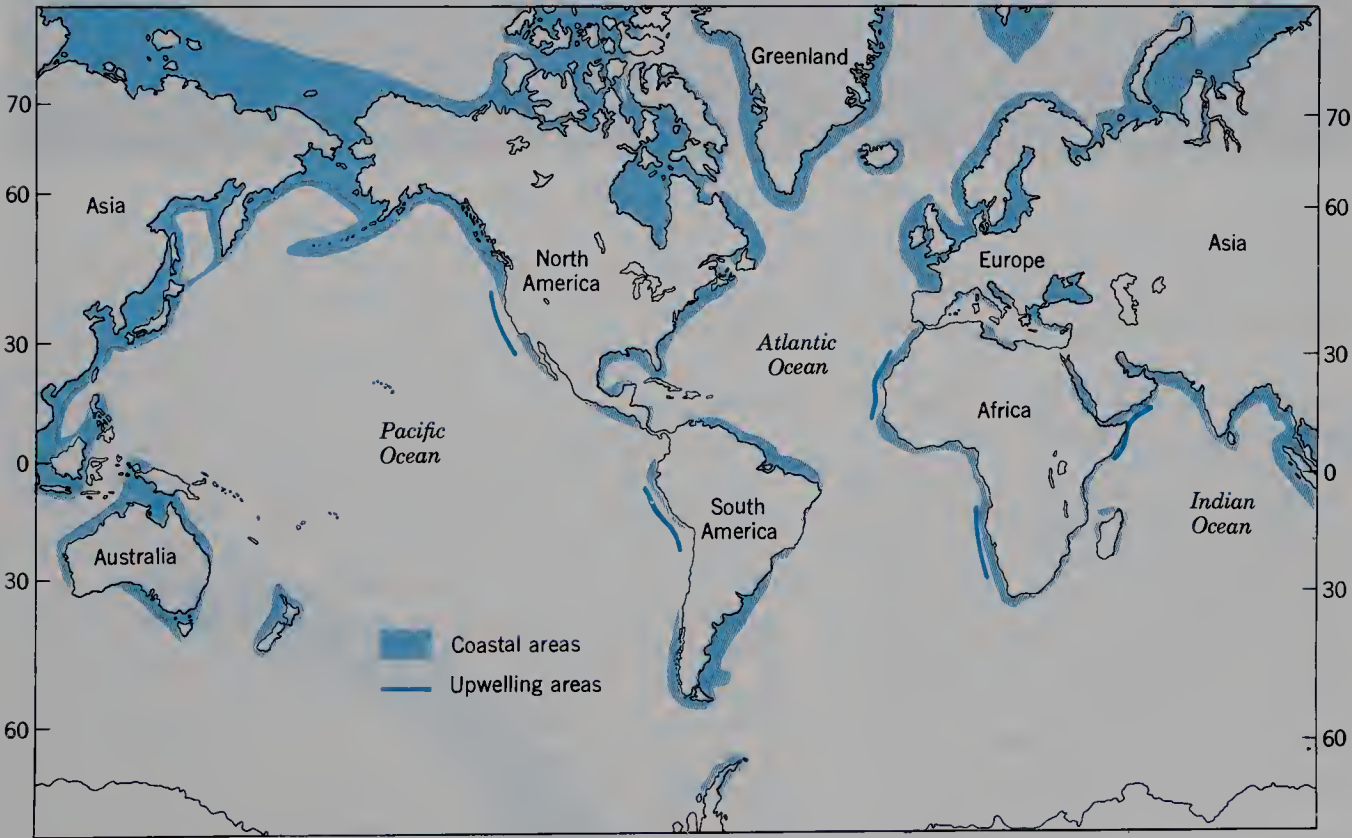 Greenland
70
70
60
60
Asia
Asia
North
America
Europe
30
30
Atlantic
Ocean
Africa
Pacific
Ocean
0
0
South
America
Indian
Ocean
Australia
30
30
Coastal areas
Upwelling areas
60
60